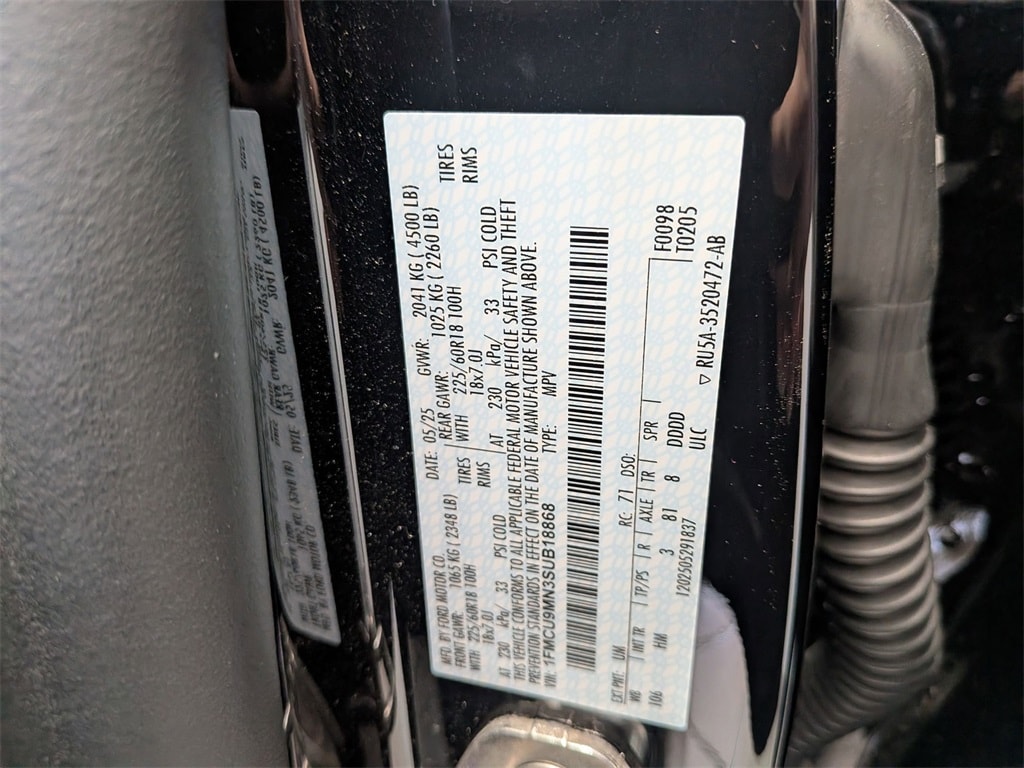 MFD. BY FORD MOTOR CO.
DATE: 05/25 GVWR: 2041 KG ( 4500 LB)
FRONT GAWR: 1065 KG ( 2348 LB) REAR GAWR: 1025 KG ( 2260 LB)
WITH 225/60R18 100H TIRES WITH 225/60R18 100H TIRES
18x7.0J RIMS 18x7.0J RIMS
AT 230 kPa/ 33 PSI COLD AT 230 kPa/ 33 PSI COLD
THIS VEHICLE CONFORMS TO ALL APPLICABLE FEDERAL MOTOR VEHICLE SAFETY AND THEFT
PREVENTION STANDARDS IN EFFECT ON THE DATE OF MANUFACTURE SHOWN ABOVE.
VIN: 1FMCU9MN3SUB18868 TYPE: MPV
EXT PNT: UM RC: 71 DSO:
WB INT TR TP/PS R AXLE TR SPR F0098
106 HM 3 81 8 DDDD T0205
120250529 1837 ULC
▽ RU5A-3520472-AB